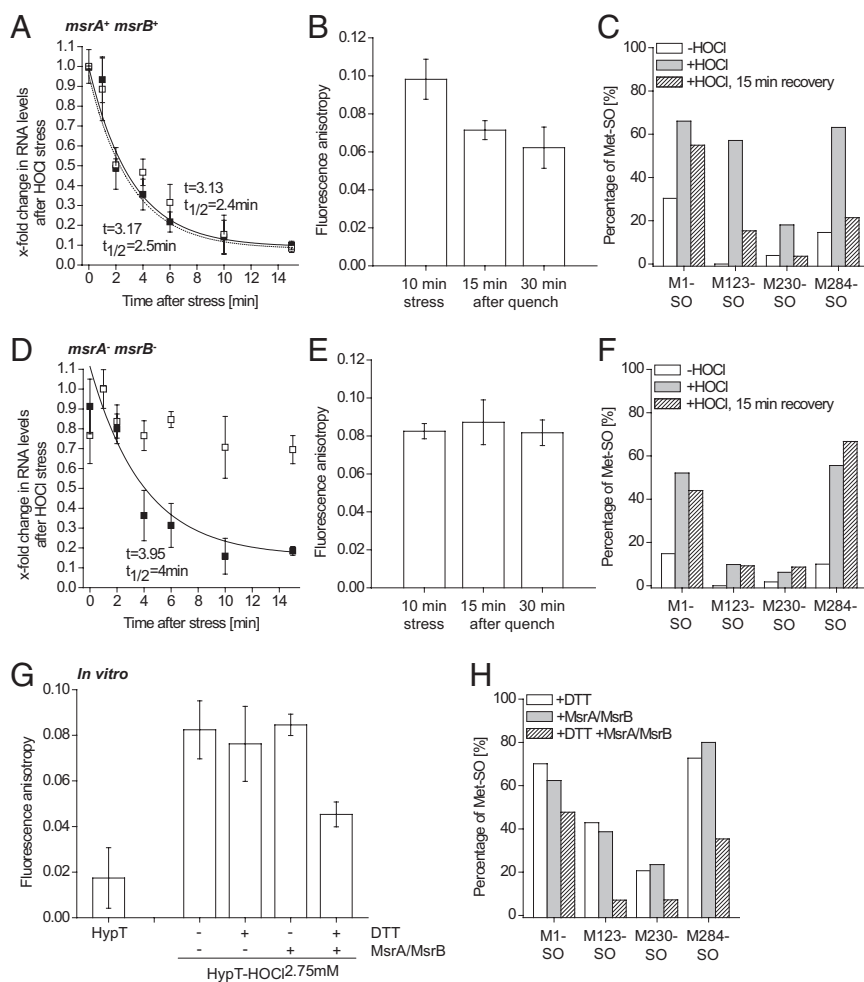 A
msrA+ msrB+
x-fold change in RNA levels
after HOCl stress
1.1
1.0
0.9
0.8
0.7
0.6
0.5
0.4
0.3
0.2
0.1
0.0
t=3.13
t1/2=2.4min
t=3.17
t1/2=2.5min
0 2 4 6 8 10 12 14
Time after stress [min]
B
Fluorescence anisotropy
0.12
0.10
0.08
0.06
0.04
0.02
0.00
10 min 15 min 30 min
stress after quench
C
Percentage of Met-SO [%]
100
80
60
40
20
0
-HOCl
+HOCl
+HOCl, 15 min recovery
M1- M123- M230- M284-
SO SO SO SO
D
msrA- msrB-
x-fold change in RNA levels
after HOCl stress
1.1
1.0
0.9
0.8
0.7
0.6
0.5
0.4
0.3
0.2
0.1
0.0
t=3.95
t1/2=4min
0 2 4 6 8 10 12 14
Time after stress [min]
E
Fluorescence anisotropy
0.12
0.10
0.08
0.06
0.04
0.02
0.00
10 min 15 min 30 min
stress after quench
F
Percentage of Met-SO [%]
100
80
60
40
20
0
-HOCl
+HOCl
+HOCl, 15 min recovery
M1- M123- M230- M284-
SO SO SO SO
G
In vitro
Fluorescence anisotropy
0.10
0.08
0.06
0.04
0.02
0.00
HypT - + - + DTT
- - + + MsrA/MsrB
HypT-HOCl2.75mM
H
Percentage of Met-SO [%]
100
80
60
40
20
0
+DTT
+MsrA/MsrB
+DTT +MsrA/MsrB
M1- M123- M230- M284-
SO SO SO SO